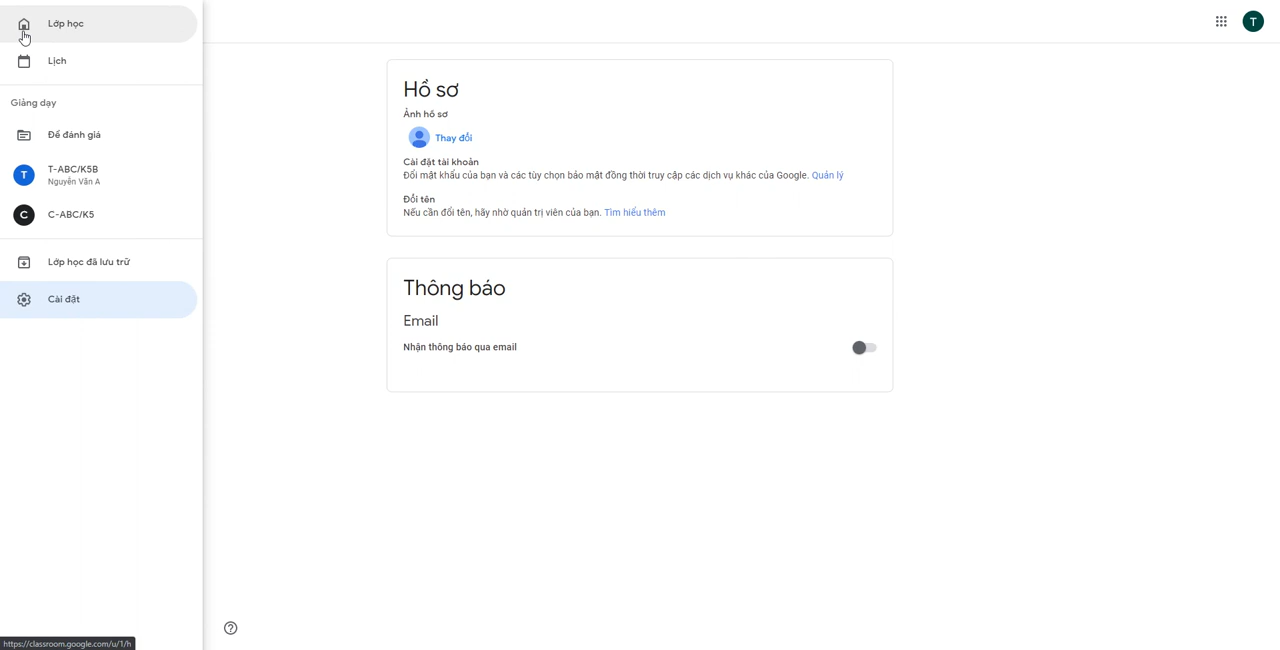 Lớp học
Lịch
Giảng dạy
Để đánh giá
T
T-ABC/K5B
Nguyễn Văn A
C
C-ABC/K5
Lớp học đã lưu trữ
Cài đặt
T
Hồ sơ
Ảnh hồ sơ
Thay đổi
Cài đặt tài khoản
Đổi mật khẩu của bạn và các tùy chọn bảo mật đồng thời truy cập các dịch vụ khác của Google. Quản lý
Đổi tên
Nếu cần đổi tên, hãy nhờ quản trị viên của bạn. Tìm hiểu thêm
Thông báo
Email
Nhận thông báo qua email
https://classroom.google.com/u/1/h